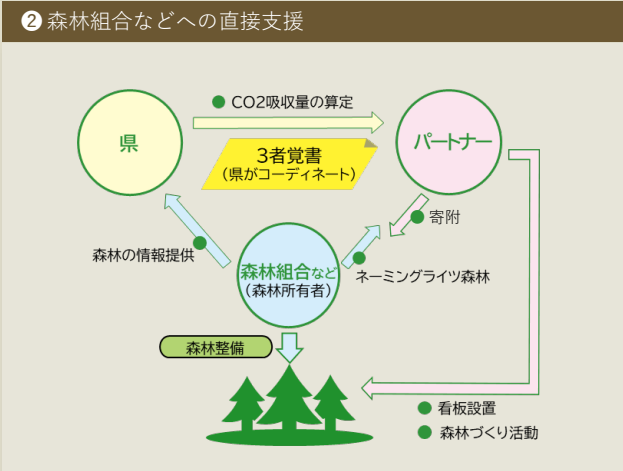 ❷ 森林組合などへの直接支援
CO2吸収量の算定
県
パートナー
3者覚書
(県がコーディネート)
寄附
森林の情報提供
森林組合など
(森林所有者)
ネーミングライツ森林
森林整備
看板設置
森林づくり活動